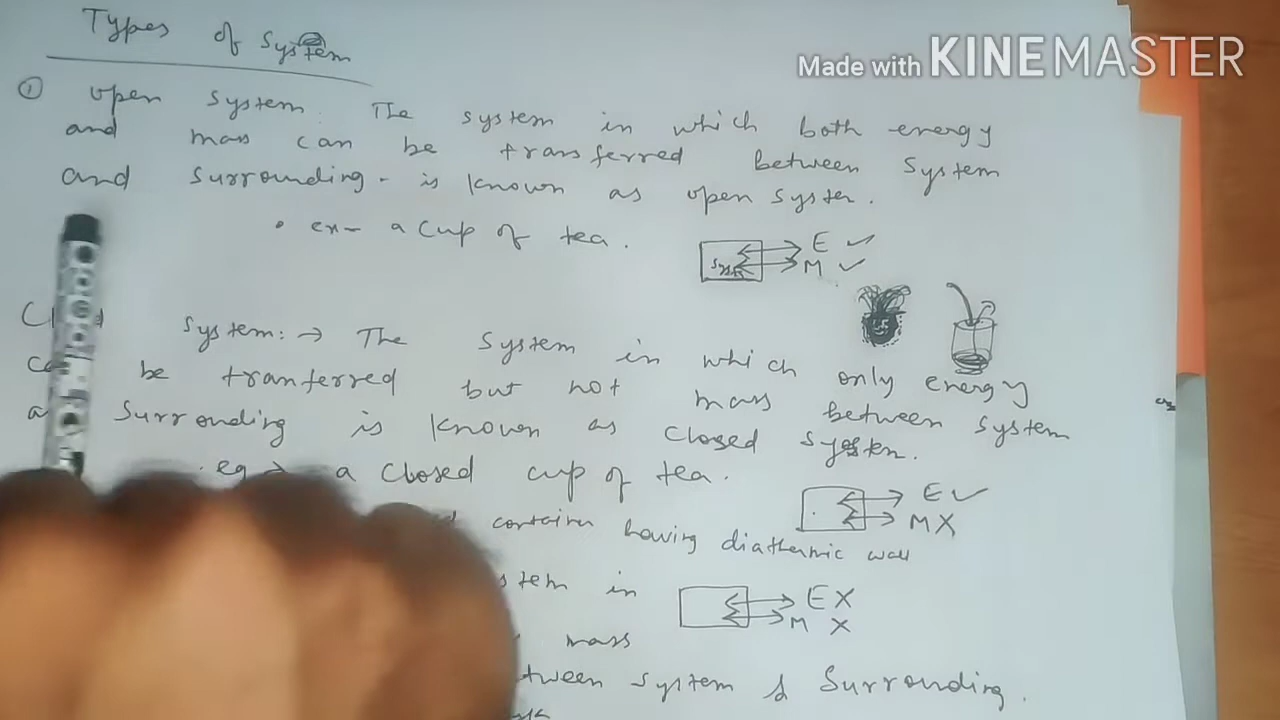 Made with KINEMASTER
Types of System
① open system: The system in which both energy
and mass can be transferred between system
and surrounding - is known as open system.
• ex- a cup of tea.
Syst
E ✓
M ✓
System: → The system in which only energy
be tranferred but not mass between system
Surrounding is known as closed system.
eg → a closed cup of tea.
E ✓
M X
container having diathermic wall
in
E X
M X
mass
System & Surrounding.